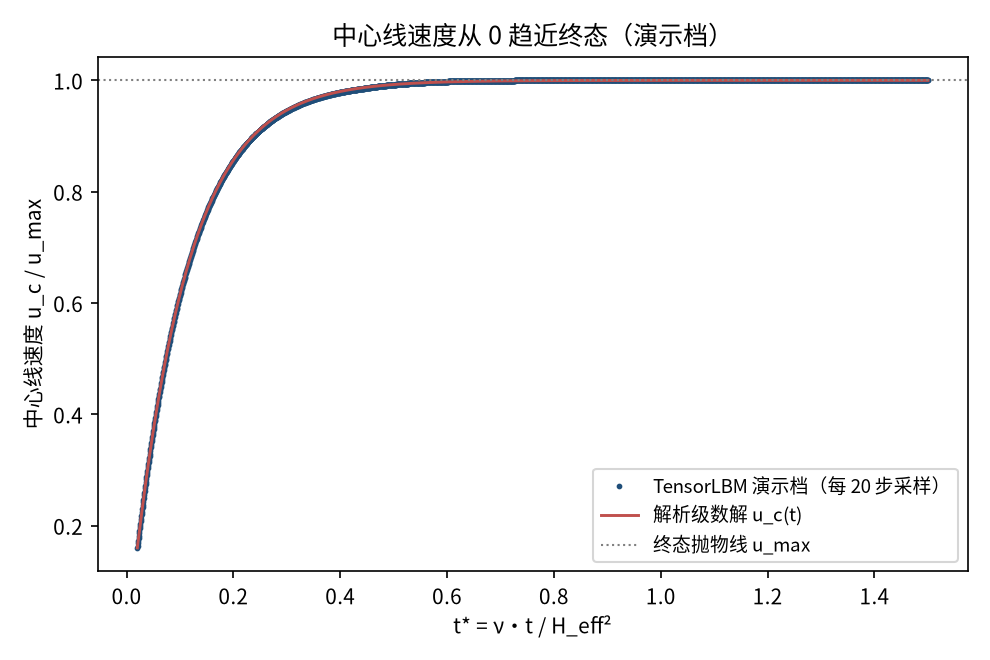 中心线速度从 0 趋近终态（演示档）
中心线速度 u_c / u_max
1.0
0.8
0.6
0.4
0.2
TensorLBM 演示档（每 20 步采样）
解析级数解 u_c(t)
终态抛物线 u_max
0.0 0.2 0.4 0.6 0.8 1.0 1.2 1.4
t* = ν · t / H_eff²